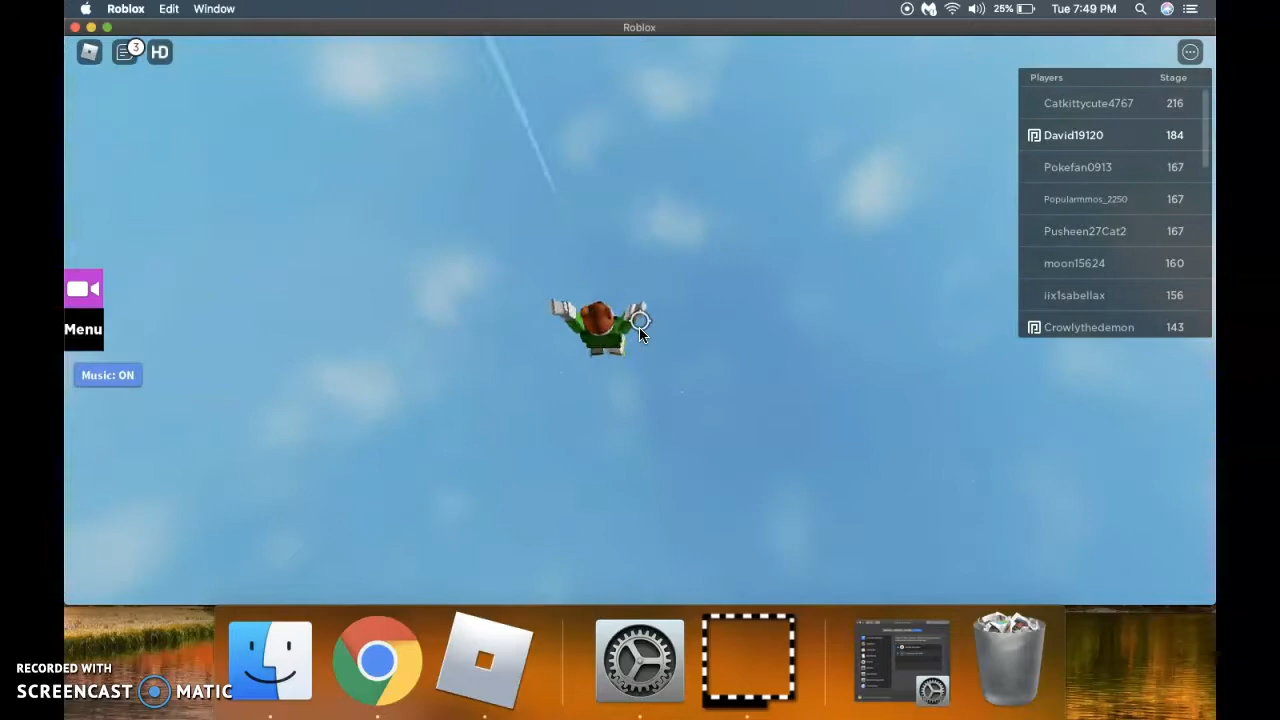 Roblox Edit Window 25% Tue 7:49 PM
Roblox
3 HD
Players Stage
Catkittycute4767 216
David19120 184
Pokefan0913 167
Popularmmos_2250 167
Pusheen27Cat2 167
moon15624 160
iix1sabellax 156
Crowlythedemon 143
Menu
Music: ON
RECORDED WITH
SCREENCAST MATIC